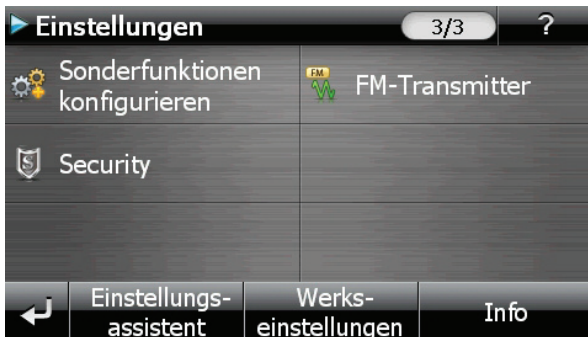 Einstellungen 3/3 ?
Sonderfunktionen
konfigurieren
FM
FM-Transmitter
S
Security
Einstellungs-
assistent
Werks-
einstellungen
Info